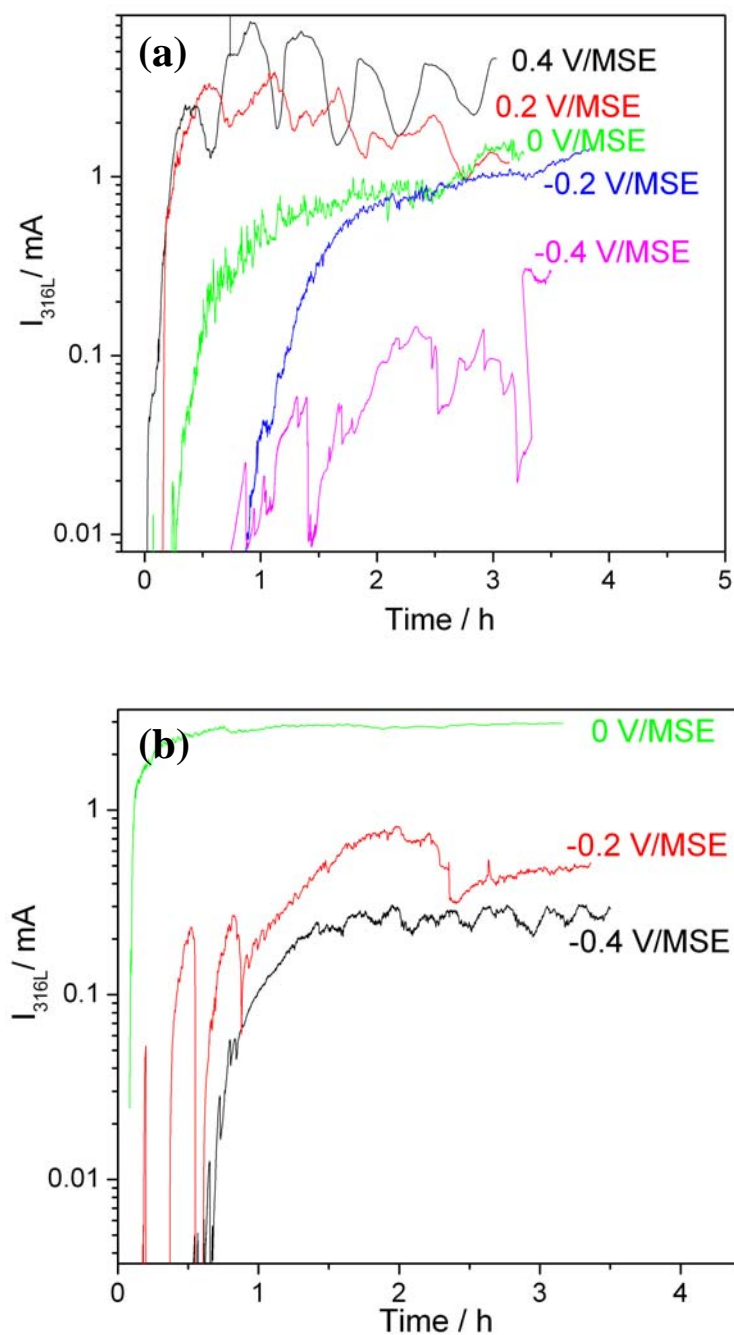 (a)
0.4 V/MSE
0.2 V/MSE
0 V/MSE
-0.2 V/MSE
-0.4 V/MSE
1
0.1
0.01
I316L/ mA
0 1 2 3 4 5
Time / h
(b)
0 V/MSE
-0.2 V/MSE
-0.4 V/MSE
1
0.1
0.01
I316L/ mA
0 1 2 3 4
Time / h